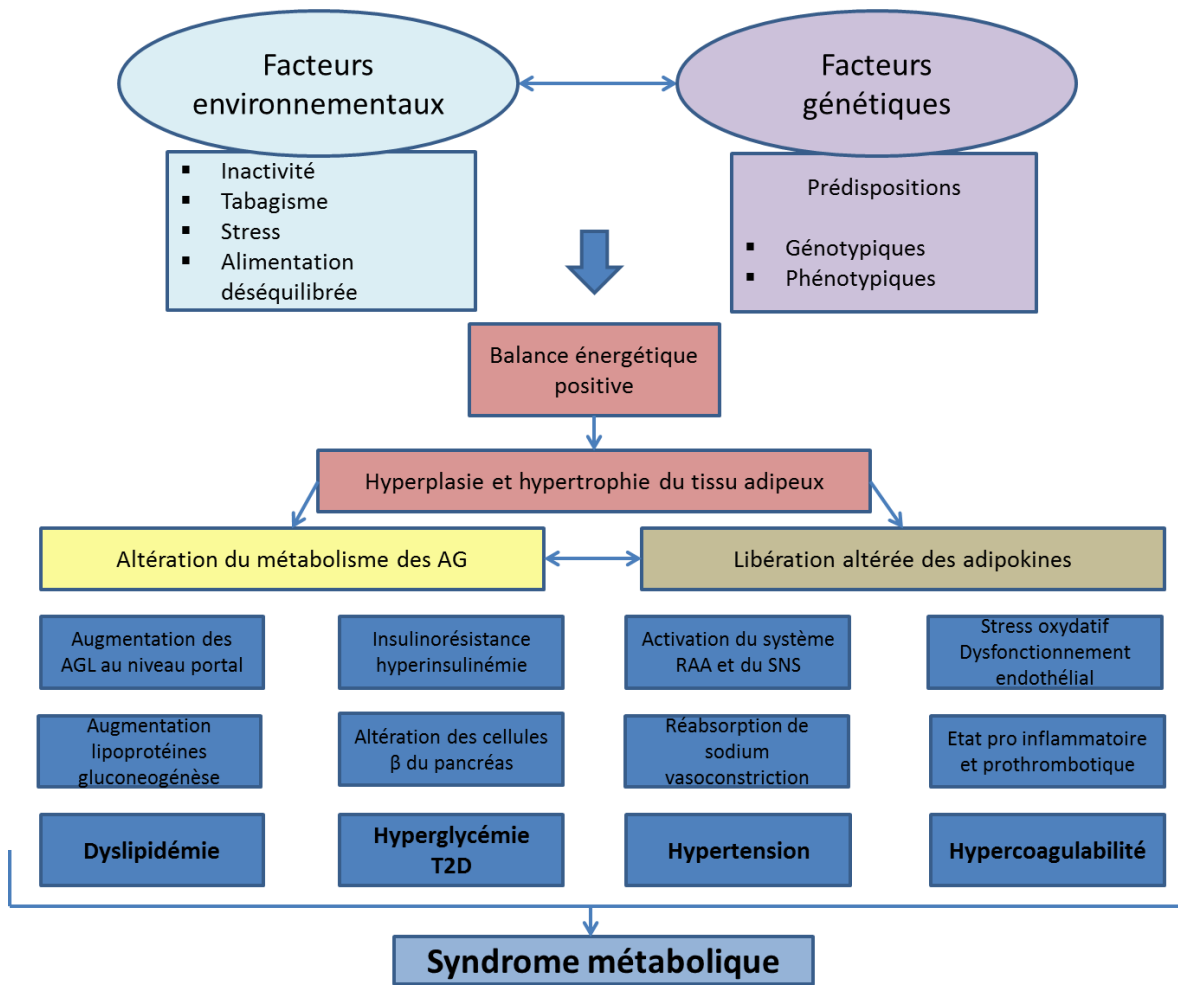 Facteurs
environnementaux
Facteurs
génétiques
▪ Inactivité
▪ Tabagisme
▪ Stress
▪ Alimentation
déséquilibrée
Prédispositions
▪ Génotypiques
▪ Phénotypiques
Balance énergétique
positive
Hyperplasie et hypertrophie du tissu adipeux
Altération du métabolisme des AG
Libération altérée des adipokines
Augmentation des
AGL au niveau portal
Insulinorésistance
hyperinsulinémie
Activation du système
RAA et du SNS
Stress oxydatif
Dysfonctionnement
endothélial
Augmentation
lipoprotéines
gluconeogénèse
Altération des cellules
β du pancréas
Réabsorption de
sodium
vasoconstriction
Etat pro inflammatoire
et prothrombotique
Dyslipidémie
Hyperglycémie
T2D
Hypertension
Hypercoagulabilité
Syndrome métabolique